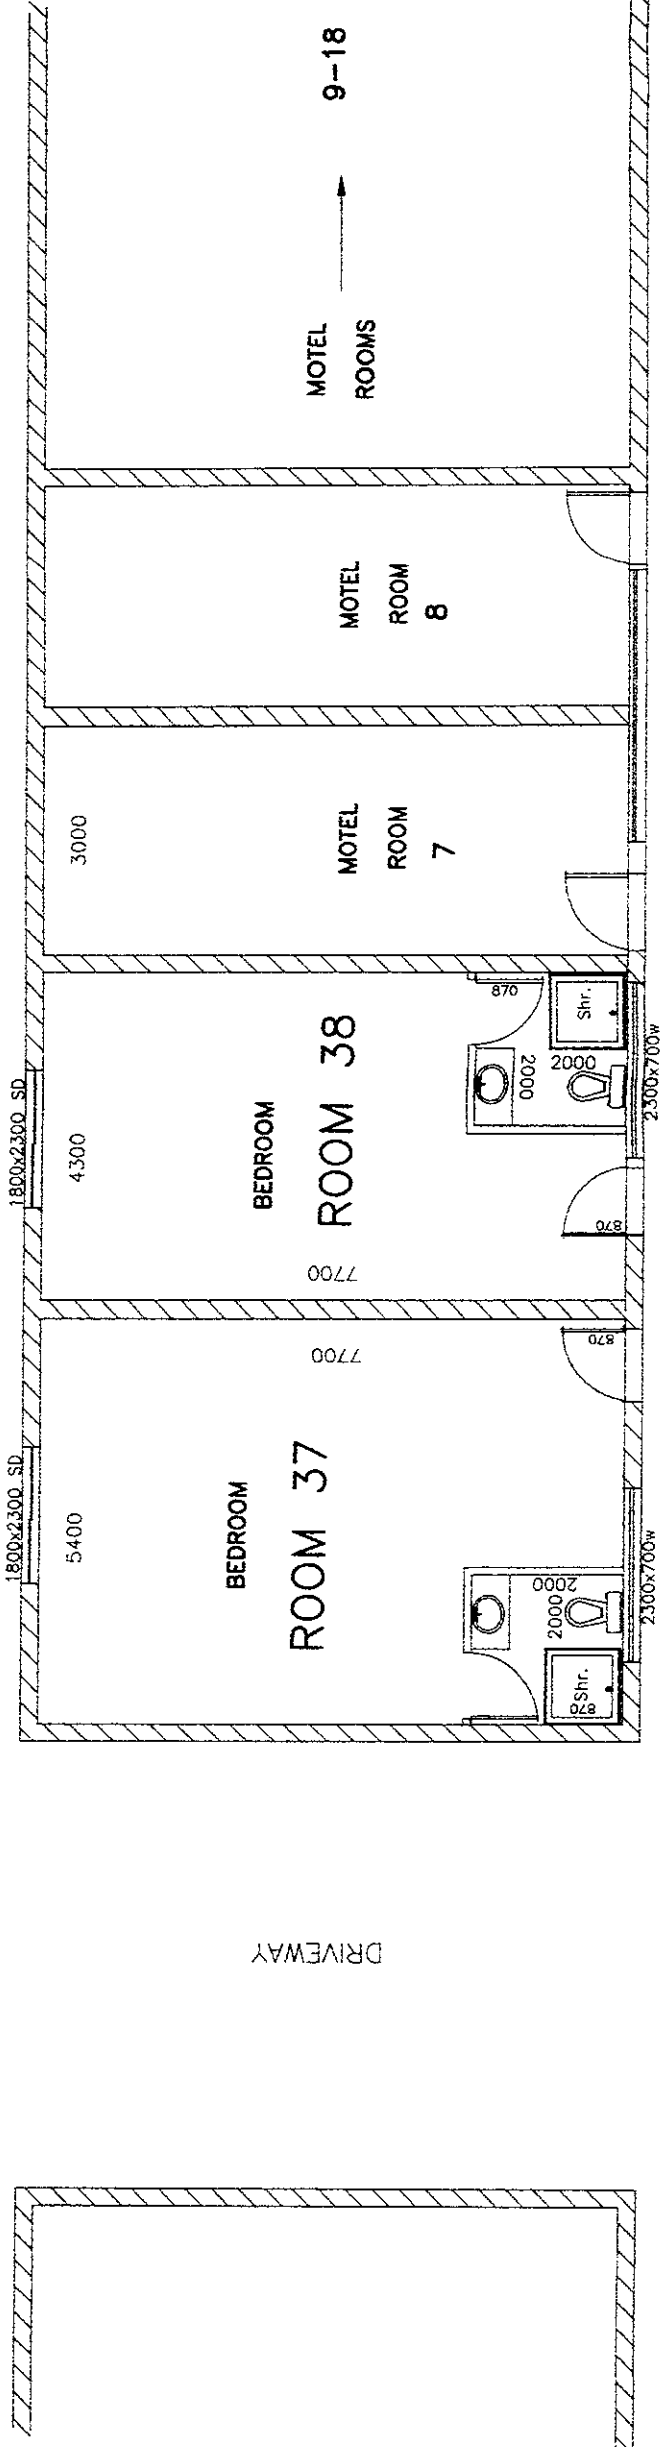 9-18
MOTEL
ROOMS
MOTEL
ROOM
8
3000
MOTEL
ROOM
7
1800x2300 SD
4300
BEDROOM
ROOM 38
7700
870
Shr.
2000
2000
870
2300x700w
1800x2300 SD
5400
BEDROOM
ROOM 37
7700
870
2000
2000
Shr.
870
2300x700w
DRIVEWAY